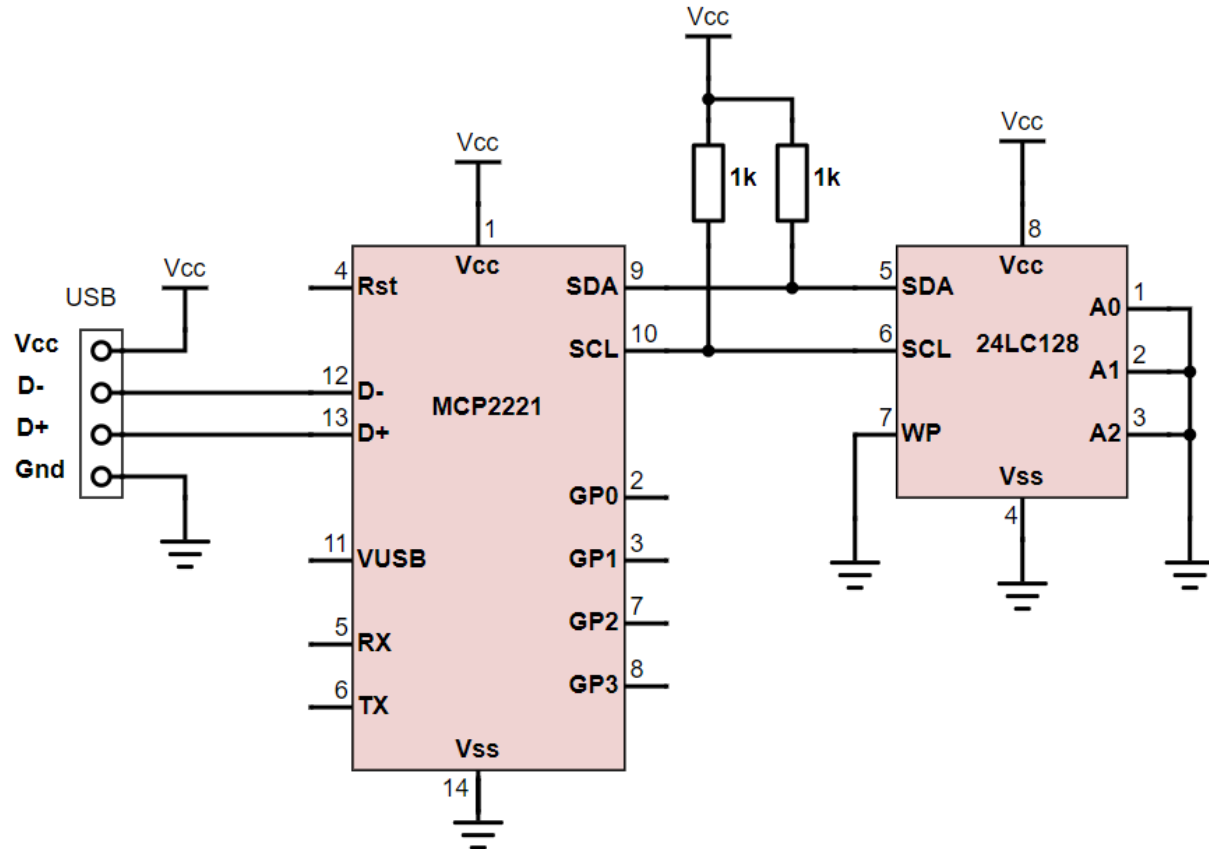 Vcc
Vcc
Vcc
1k
1k
1
8
Vcc
USB
4
Rst
Vcc
SDA
9
5
SDA
Vcc
A0
1
Vcc
SCL
10
6
SCL
24LC128
A1
2
D-
12
D-
MCP2221
D+
13
D+
7
WP
A2
3
Gnd
GP0
2
Vss
4
11
VUSB
GP1
3
5
RX
GP2
7
6
TX
GP3
8
Vss
14